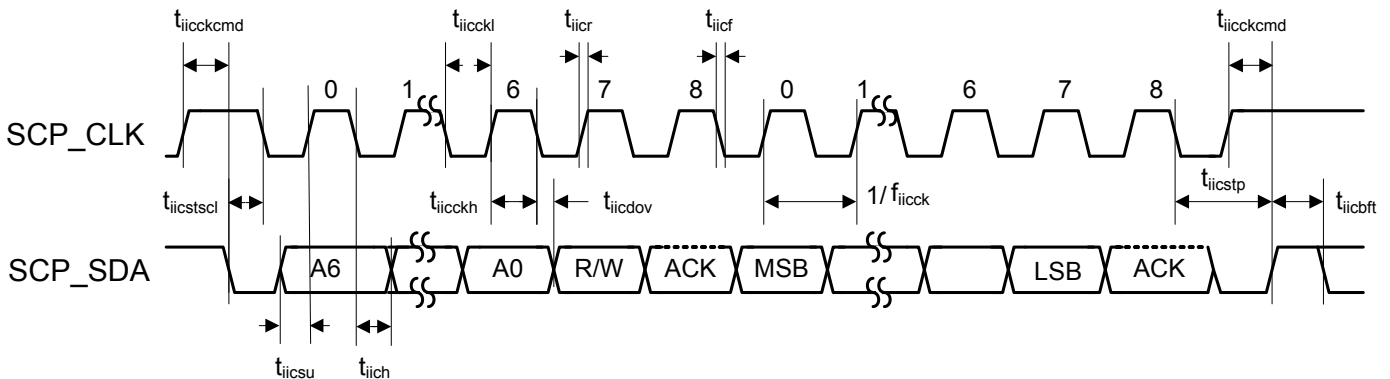 t_iicckcmd t_iicckl t_iicr t_iicf t_iicckcmd
0 1 6 7 8 0 1 6 7 8
SCP_CLK
t_iicstscl t_iicckh t_iicdov 1/f_iicck t_iicstp t_iicbft
SCP_SDA A6 A0 R/W ACK MSB LSB ACK
t_iicsu t_iich